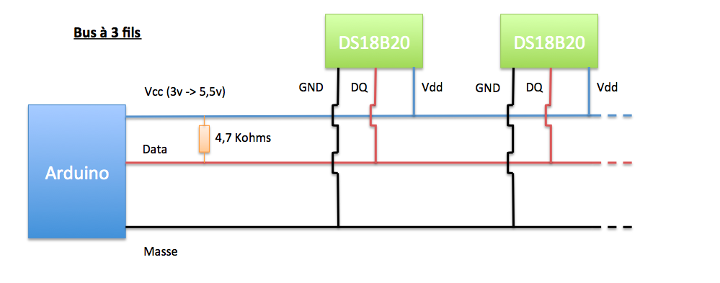 Bus à 3 fils
DS18B20
DS18B20
Vcc (3v -> 5,5v)
GND
DQ
Vdd
GND
DQ
Vdd
4,7 Kohms
Data
Arduino
Masse